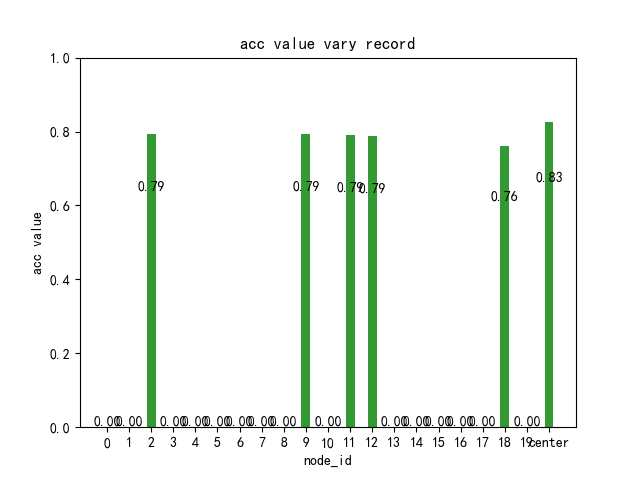 acc value vary record
1.0
0.8
0.6
0.4
0.2
0.0
acc value
0.00 0.00 0.79 0.00 0.00 0.00 0.00 0.00 0.00 0.79 0.00 0.79 0.79 0.00 0.00 0.00 0.00 0.00 0.76 0.00 0.83
0 1 2 3 4 5 6 7 8 9 10 11 12 13 14 15 16 17 18 19 center
node_id